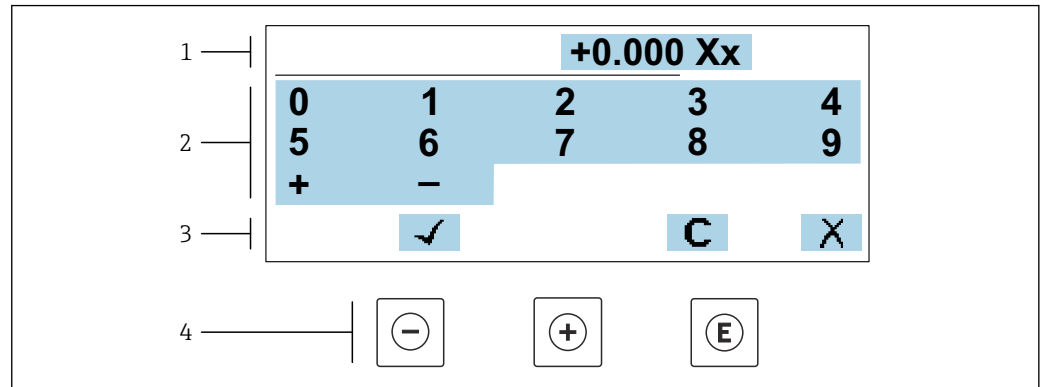 1 +0.000 Xx
0 1 2 3 4
2 5 6 7 8 9
+ −
3 ✓ C X
4 − + E